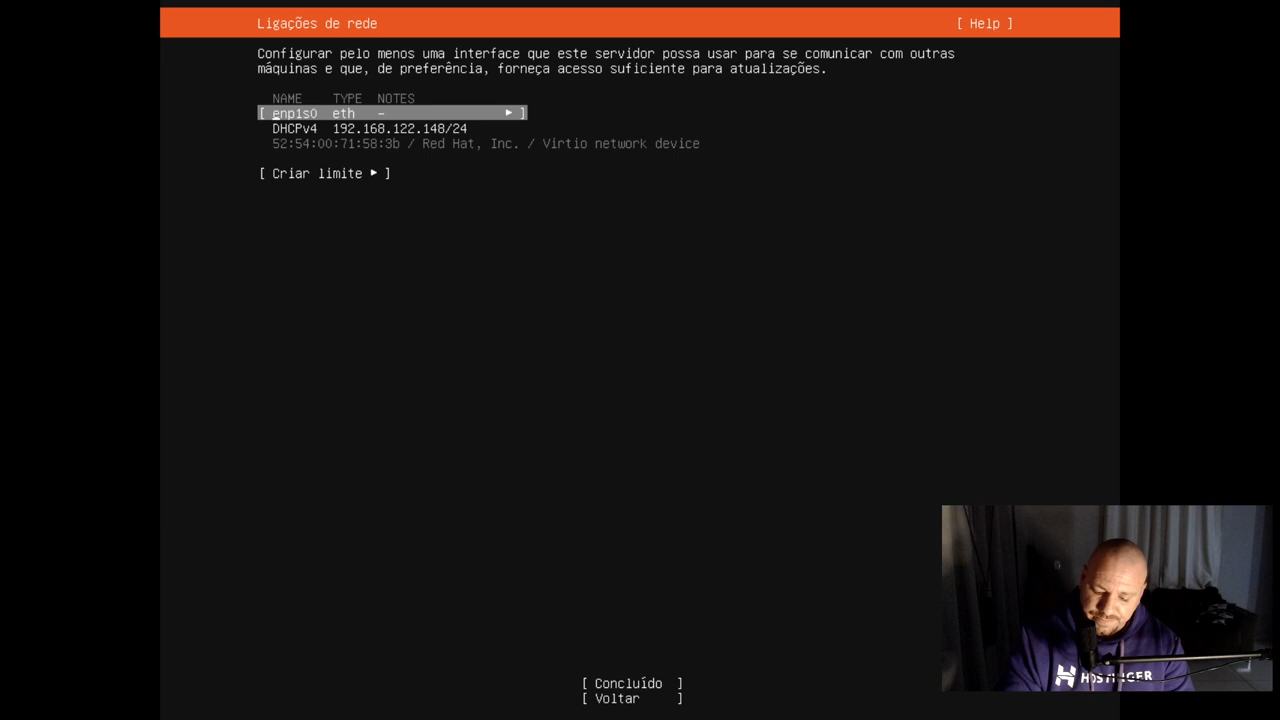 Ligações de rede [ Help ]
Configurar pelo menos uma interface que este servidor possa usar para se comunicar com outras
máquinas e que, de preferência, forneça acesso suficiente para atualizações.
NAME TYPE NOTES
[ enp1s0 eth - ▸ ]
DHCPv4 192.168.122.148/24
52:54:00:71:58:3b / Red Hat, Inc. / Virtio network device
[ Criar limite ▸ ]
HOSTINGER
[ Concluído ]
[ Voltar ]